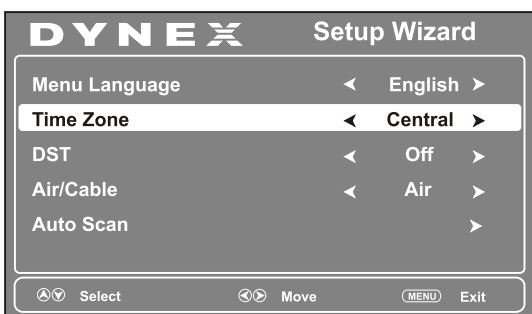 DYNEX Setup Wizard
Menu Language English
Time Zone Central
DST Off
Air/Cable Air
Auto Scan
Select Move MENU Exit